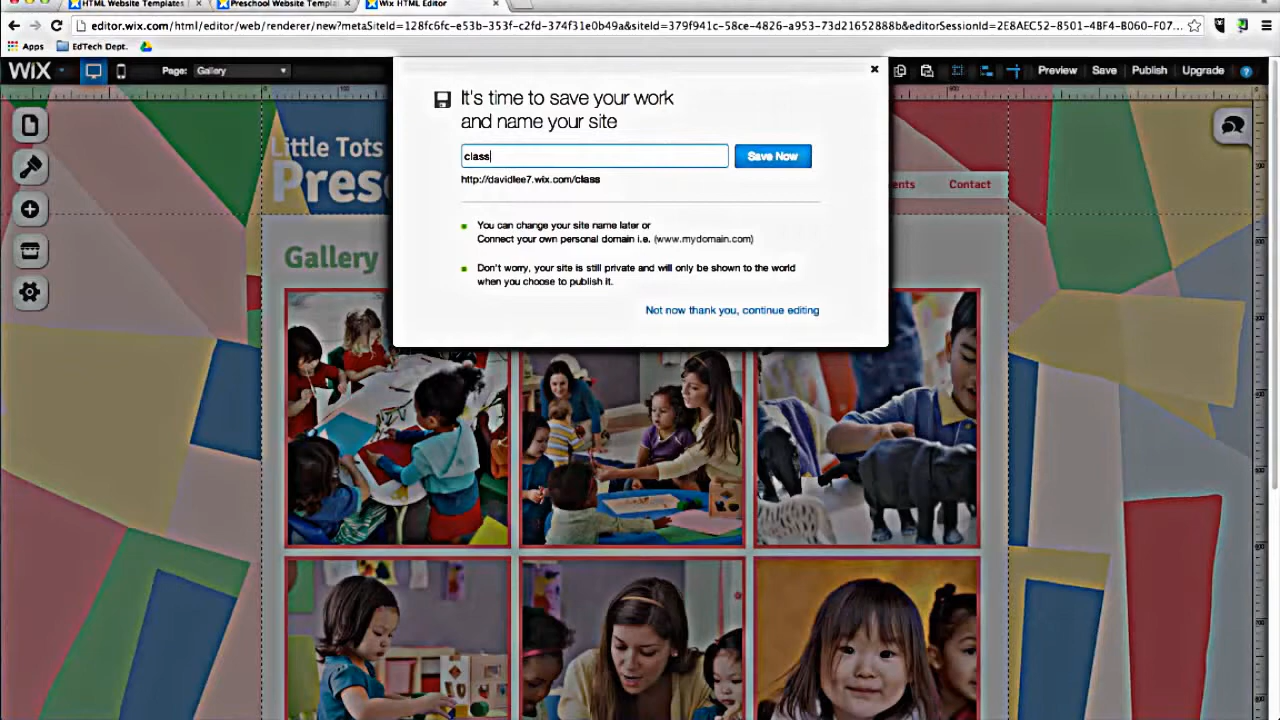 HTML Website Templates
Preschool Website Templa
Wix HTML Editor
editor.wix.com/html/editor/web/renderer/new?metaSiteId=128fc6fc-e53b-353f-c2fd-374f31e0b49a&siteId=379f941c-58ce-4826-a953-73d21652888b&editorSessionId=2E8AEC52-8501-4BF4-B060-F07...
Apps EdTech Dept.
WiX Page: Gallery Preview Save Publish Upgrade ?
It's time to save your work
and name your site
class Save Now
http://davidlee7.wix.com/class
You can change your site name later or
Connect your own personal domain i.e. (www.mydomain.com)
Don't worry, your site is still private and will only be shown to the world
when you choose to publish it.
Not now thank you, continue editing
Little Tots
Pres
ents Contact
Gallery